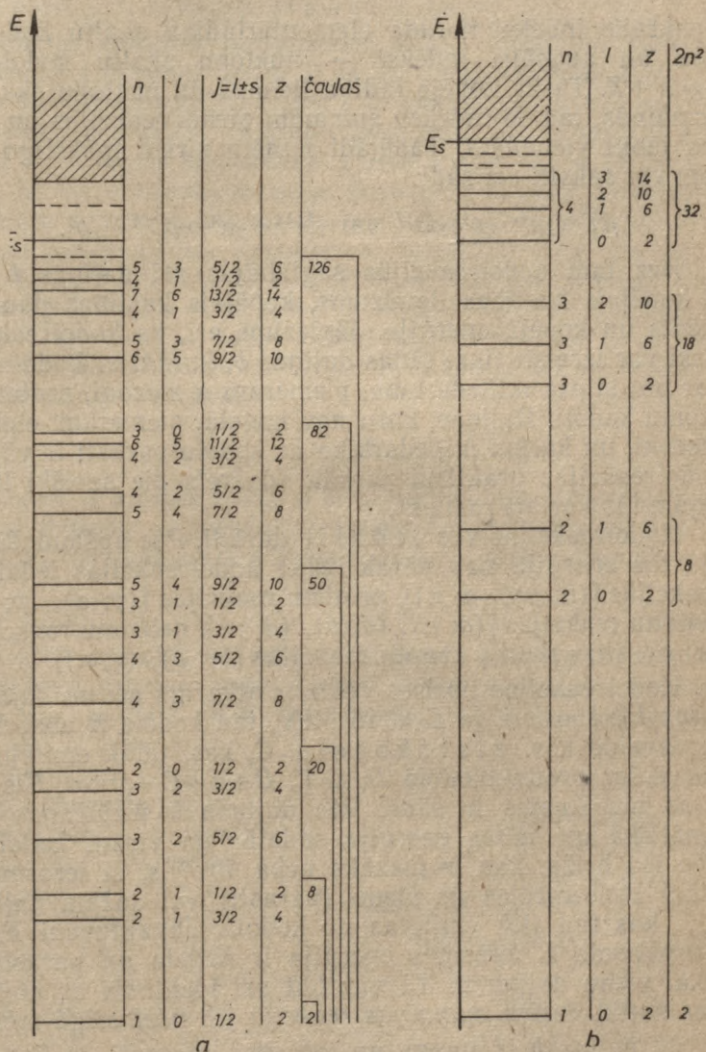 E
n l j=l±s z čaulas
5 3 5/2 6 126
4 1 1/2 2
7 6 13/2 14
4 1 3/2 4
5 3 7/2 8
6 5 9/2 10
3 0 1/2 2 82
6 5 11/2 12
4 2 3/2 4
4 2 5/2 6
5 4 7/2 8
5 4 9/2 10 50
3 1 1/2 2
3 1 3/2 4
4 3 5/2 6
4 3 7/2 8
2 0 1/2 2 20
3 2 3/2 4
3 2 5/2 6
2 1 1/2 2 8
2 1 3/2 4
1 0 1/2 2 2
a
E
n l z 2n²
Es
3 14
2 10
4 1 6 32
0 2
3 2 10
3 1 6 18
3 0 2
2 1 6
8
2 0 2
1 0 2 2
b